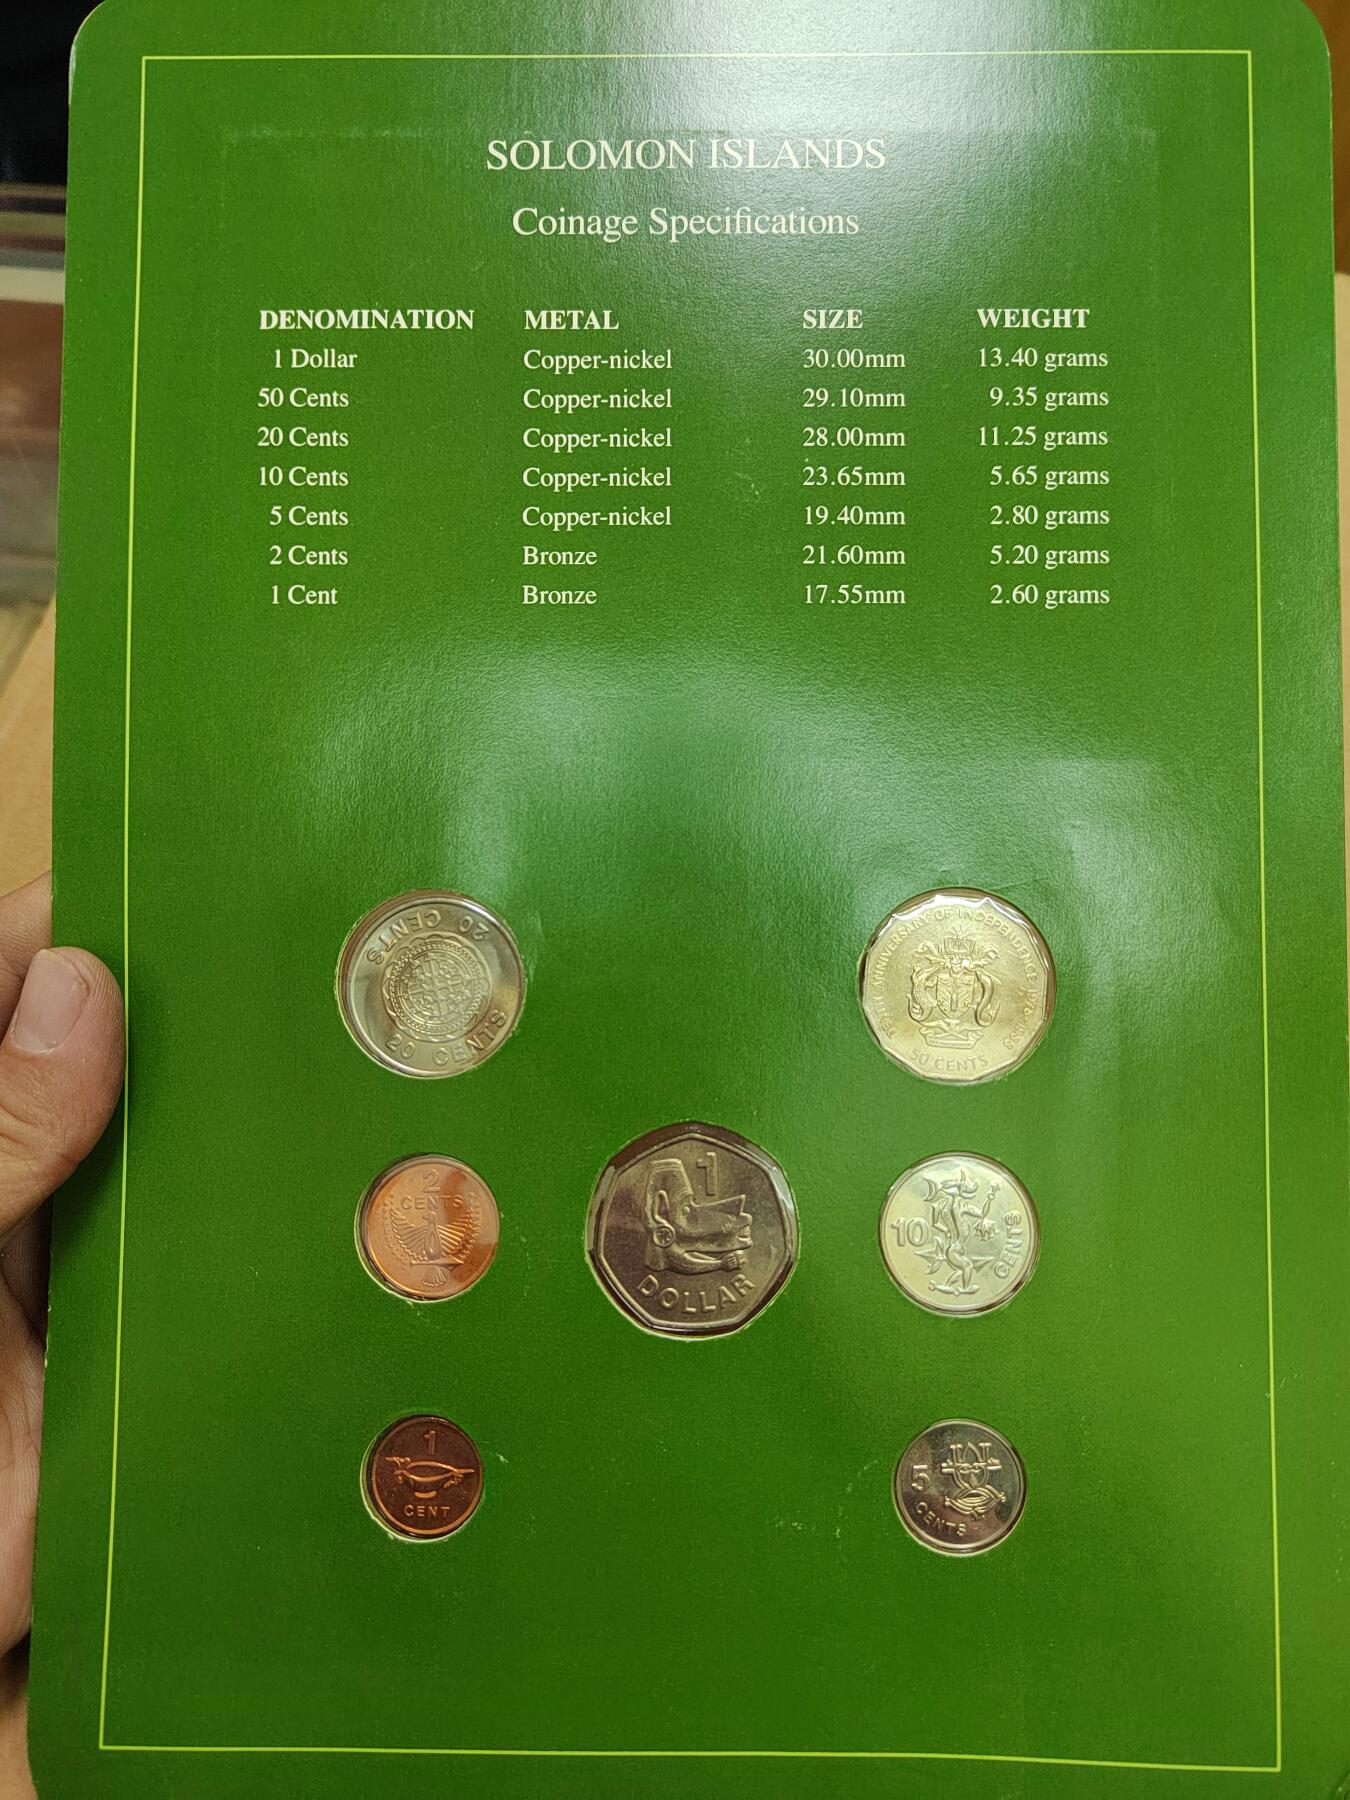 SOLOMON ISLANDS
Coinage Specifications
DENOMINATION METAL SIZE WEIGHT
1 Dollar Copper-nickel 30.00mm 13.40 grams
50 Cents Copper-nickel 29.10mm 9.35 grams
20 Cents Copper-nickel 28.00mm 11.25 grams
10 Cents Copper-nickel 23.65mm 5.65 grams
5 Cents Copper-nickel 19.40mm 2.80 grams
2 Cents Bronze 21.60mm 5.20 grams
1 Cent Bronze 17.55mm 2.60 grams
20 CENTS
20 CENTS
TENTH ANNIVERSARY OF INDEPENDENCE 1978-1988
50 CENTS
2
CENTS
1
DOLLAR
10
CENTS
1
CENT
5
CENTS